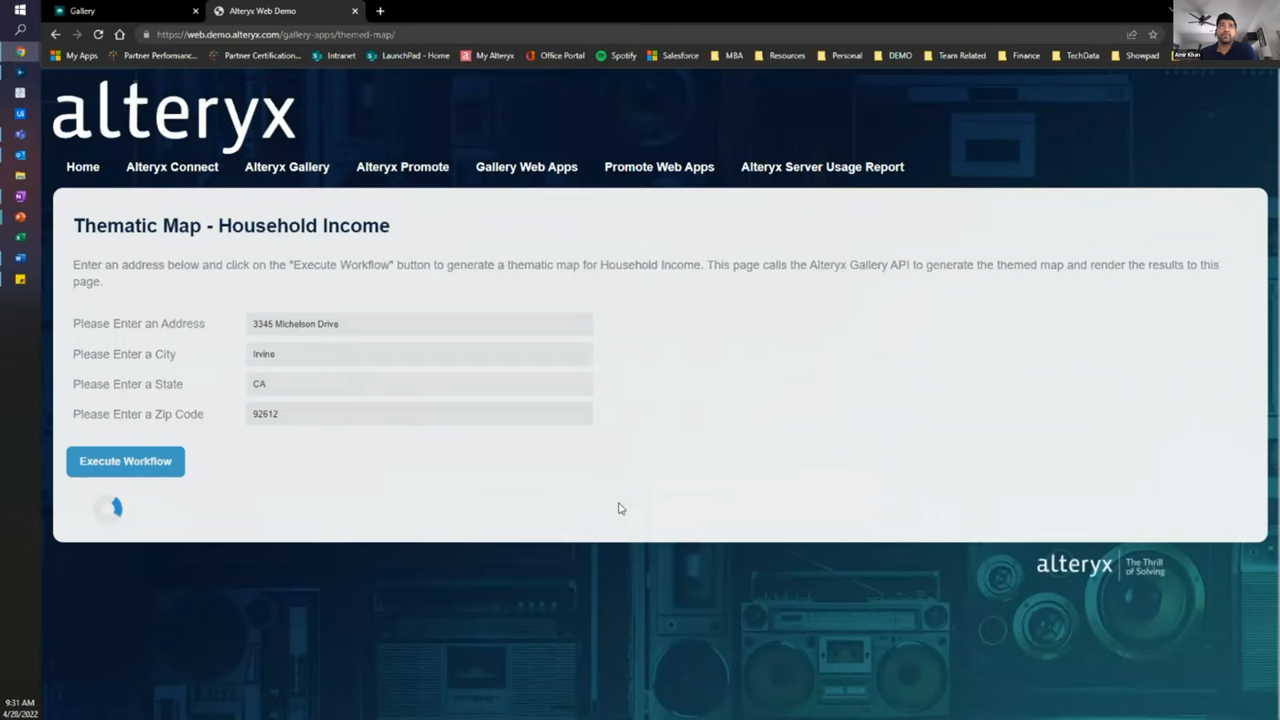 Gallery
Alteryx Web Demo
https://web.demo.alteryx.com/gallery-apps/themed-map/
My Apps
Partner Performanc...
Partner Certification...
Intranet
LaunchPad - Home
My Alteryx
Office Portal
Spotify
Salesforce
MBA
Resources
Personal
DEMO
Team Related
Finance
TechData
Showpad
Amir Khan
alteryx
Home
Alteryx Connect
Alteryx Gallery
Alteryx Promote
Gallery Web Apps
Promote Web Apps
Alteryx Server Usage Report
Thematic Map - Household Income
Enter an address below and click on the "Execute Workflow" button to generate a thematic map for Household Income. This page calls the Alteryx Gallery API to generate the themed map and render the results to this
page.
Please Enter an Address
3345 Michelson Drive
Please Enter a City
Irvine
Please Enter a State
CA
Please Enter a Zip Code
92612
Execute Workflow
alteryx
The Thrill
of Solving
9:31 AM
4/28/2022